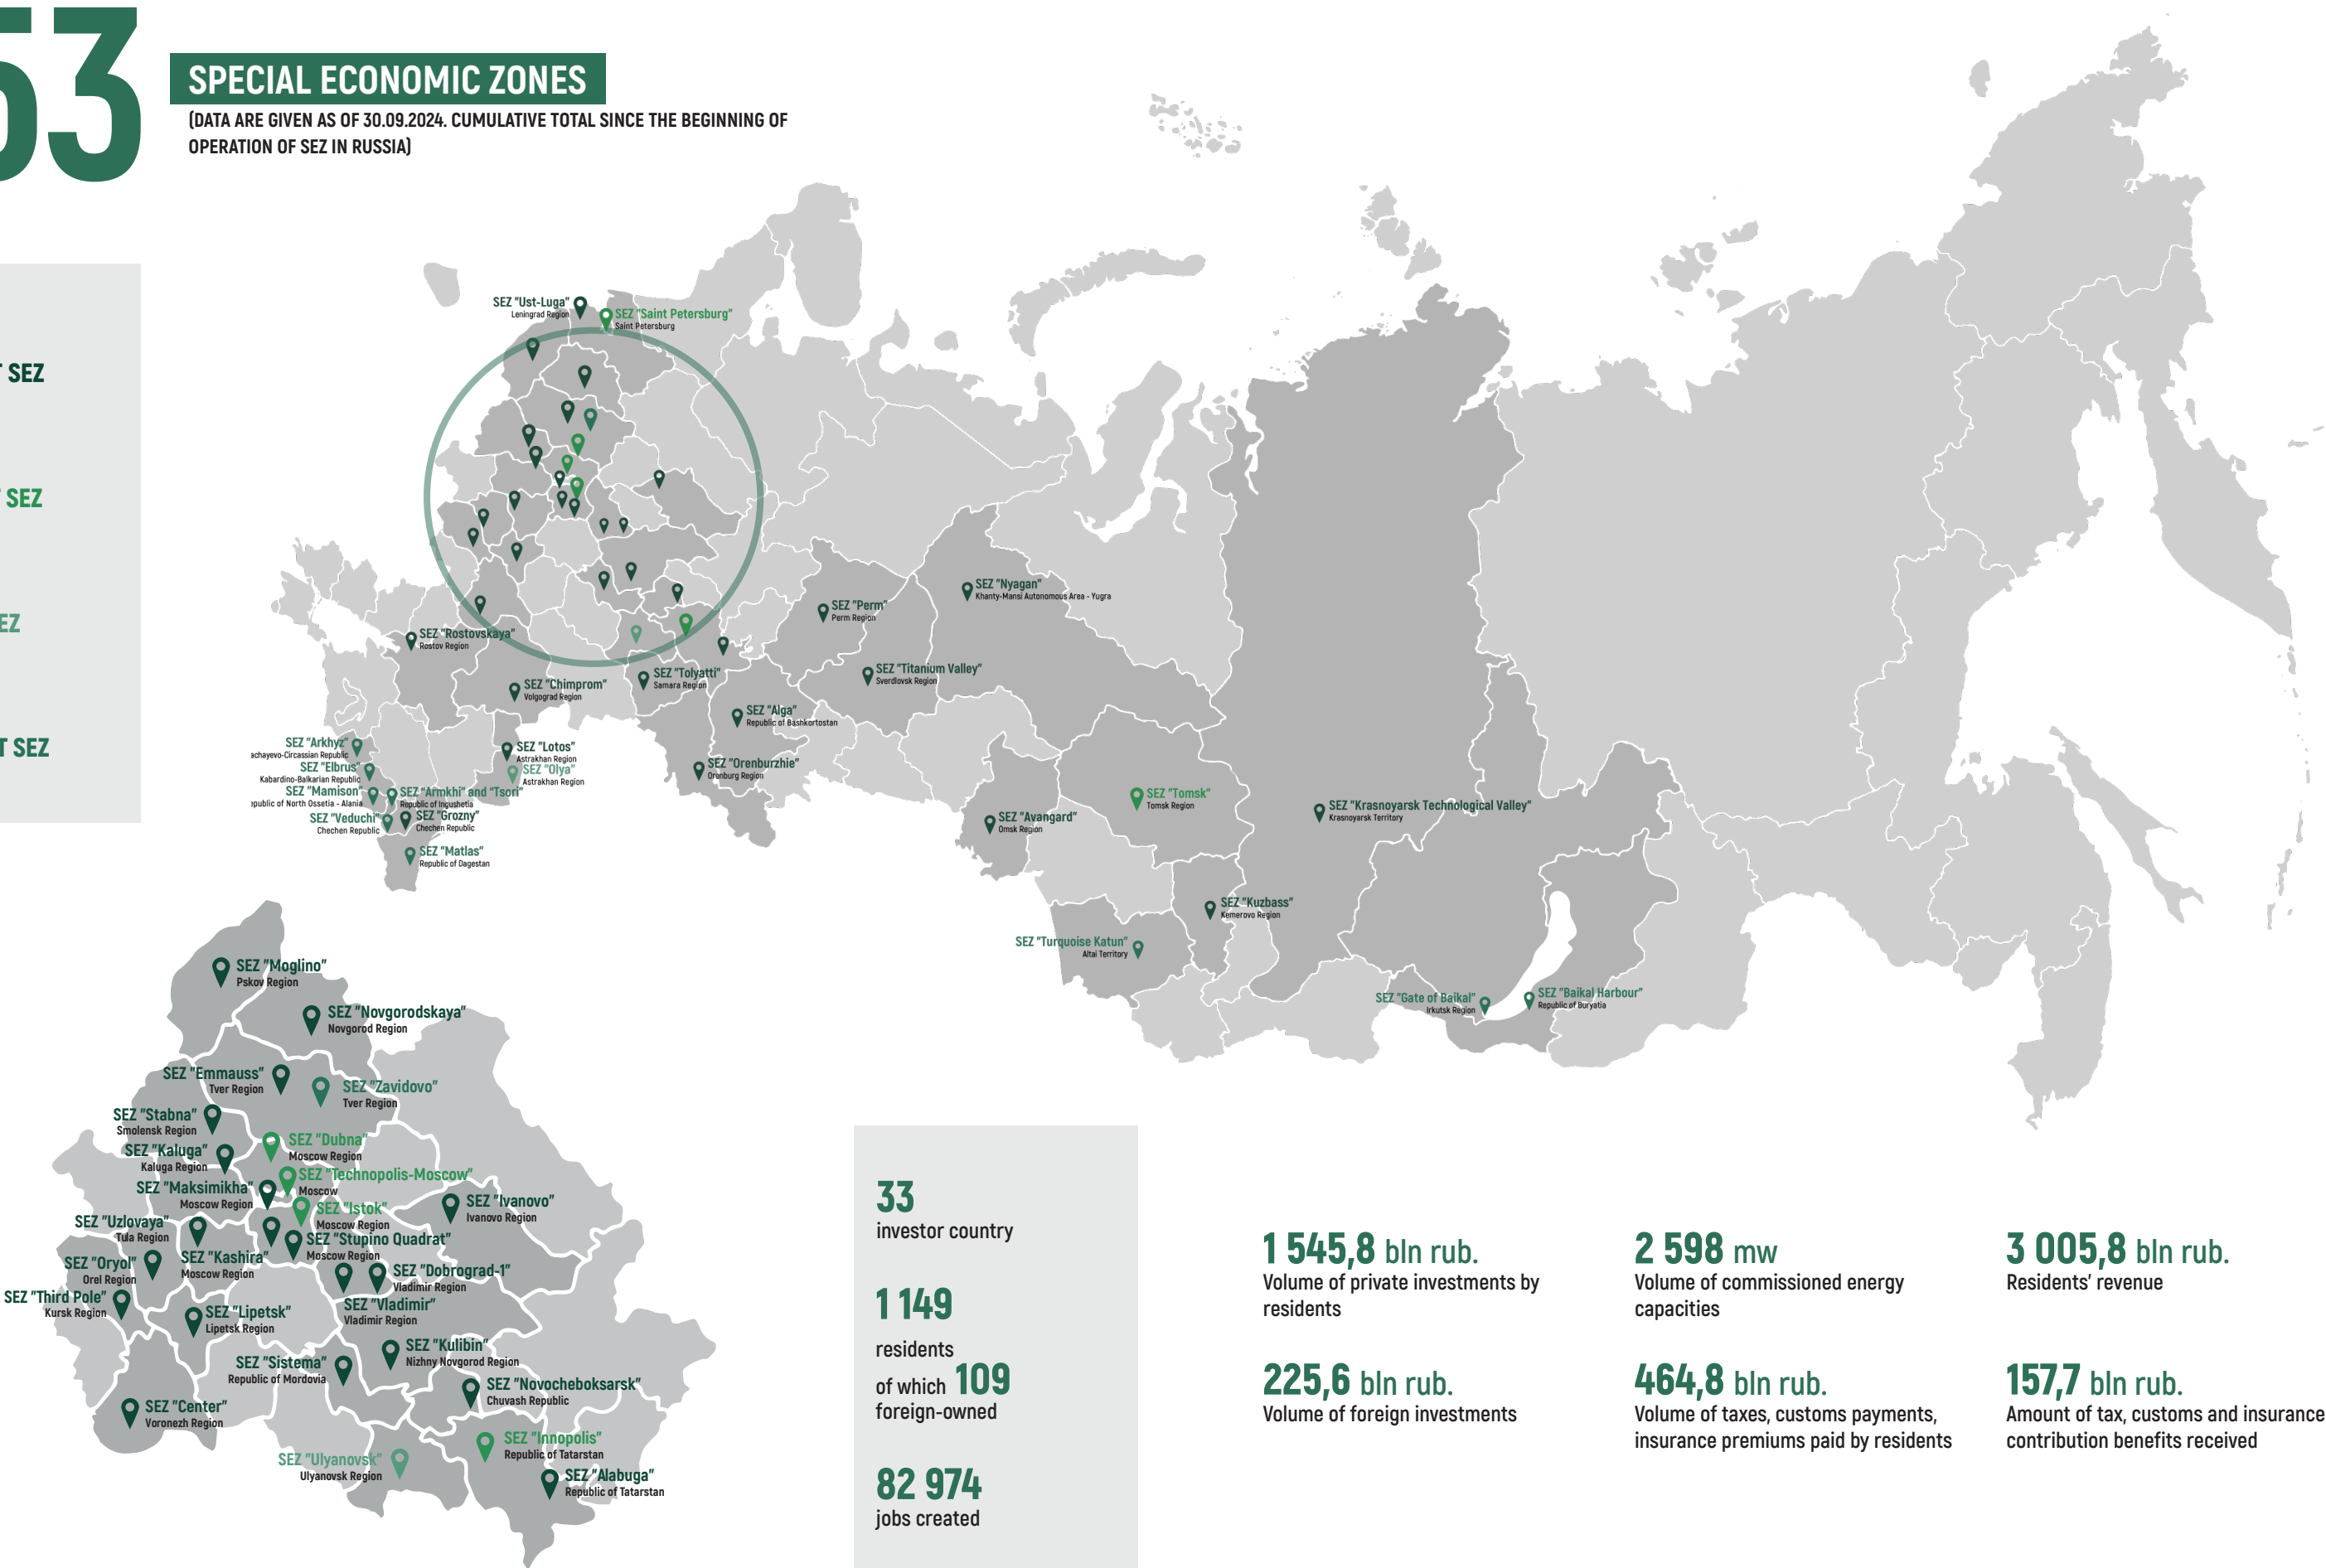 53
SPECIAL ECONOMIC ZONES
(DATA ARE GIVEN AS OF 30.09.2024. CUMULATIVE TOTAL SINCE THE BEGINNING OF
OPERATION OF SEZ IN RUSSIA)
SEZ
SEZ
EZ
T SEZ
SEZ "Ust-Luga"
Leningrad Region
SEZ "Saint Petersburg"
Saint Petersburg
SEZ "Nyagan"
Khanty-Mansi Autonomous Area - Yugra
SEZ "Perm"
Perm Region
SEZ "Rostovskaya"
Rostov Region
SEZ "Titanium Valley"
Sverdlovsk Region
SEZ "Tolyatti"
Samara Region
SEZ "Chimprom"
Volgograd Region
SEZ "Alga"
Republic of Bashkortostan
SEZ "Arkhyz"
achayevo-Circassian Republic
SEZ "Lotos"
Astrakhan Region
SEZ "Olya"
Astrakhan Region
SEZ "Elbrus"
Kabardino-Balkarian Republic
SEZ "Orenburzhie"
Orenburg Region
SEZ "Mamison"
epublic of North Ossetia - Alania
SEZ "Armkhi" and "Tsori"
Republic of Ingushetia
SEZ "Veduchi"
Chechen Republic
SEZ "Grozny"
Chechen Republic
SEZ "Matlas"
Republic of Dagestan
SEZ "Tomsk"
Tomsk Region
SEZ "Avangard"
Omsk Region
SEZ "Krasnoyarsk Technological Valley"
Krasnoyarsk Territory
SEZ "Kuzbass"
Kemerovo Region
SEZ "Turquoise Katun"
Altai Territory
SEZ "Gate of Baikal"
Irkutsk Region
SEZ "Baikal Harbour"
Republic of Buryatia
SEZ "Moglino"
Pskov Region
SEZ "Novgorodskaya"
Novgorod Region
SEZ "Emmauss"
Tver Region
SEZ "Zavidovo"
Tver Region
SEZ "Stabna"
Smolensk Region
SEZ "Dubna"
Moscow Region
SEZ "Kaluga"
Kaluga Region
SEZ "Technopolis-Moscow"
Moscow
SEZ "Maksimikha"
Moscow Region
SEZ "Istok"
Moscow Region
SEZ "Ivanovo"
Ivanovo Region
SEZ "Uzlovaya"
Tula Region
SEZ "Stupino Quadrat"
Moscow Region
SEZ "Kashira"
Moscow Region
SEZ "Oryol"
Orel Region
SEZ "Dobrograd-1"
Vladimir Region
SEZ "Third Pole"
Kursk Region
SEZ "Vladimir"
Vladimir Region
SEZ "Lipetsk"
Lipetsk Region
SEZ "Kulibin"
Nizhny Novgorod Region
SEZ "Sistema"
Republic of Mordovia
SEZ "Novocheboksarsk"
Chuvash Republic
SEZ "Center"
Voronezh Region
SEZ "Innopolis"
Republic of Tatarstan
SEZ "Ulyanovsk"
Ulyanovsk Region
SEZ "Alabuga"
Republic of Tatarstan
33
investor country
1 149
residents
of which 109
foreign-owned
82 974
jobs created
1 545,8 bln rub.
Volume of private investments by
residents
2 598 mw
Volume of commissioned energy
capacities
3 005,8 bln rub.
Residents' revenue
225,6 bln rub.
Volume of foreign investments
464,8 bln rub.
Volume of taxes, customs payments,
insurance premiums paid by residents
157,7 bln rub.
Amount of tax, customs and insurance
contribution benefits received